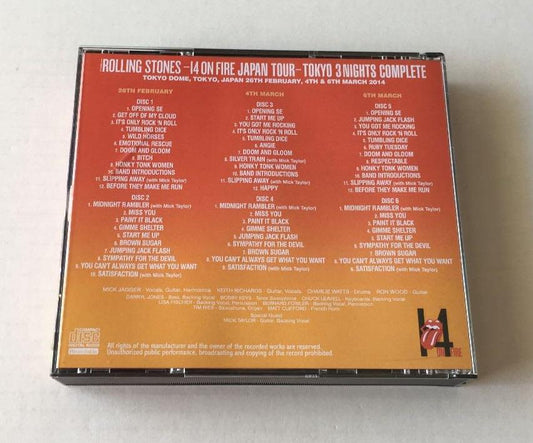 THE ROLLING STONES -14 ON FIRE JAPAN TOUR- TOKYO 3 NIGHTS COMPLETE
TOKYO DOME, TOKYO, JAPAN 26TH FEBRUARY, 4TH & 6TH MARCH 2014
26TH FEBRUARY
DISC 1
1. OPENING SE
2. GET OFF OF MY CLOUD
3. IT'S ONLY ROCK 'N ROLL
4. TUMBLING DICE
5. WILD HORSES
6. EMOTIONAL RESCUE
7. DOOM AND GLOOM
8. BITCH
9. HONKY TONK WOMEN
10. BAND INTRODUCTIONS
11. SLIPPING AWAY (with Mick Taylor)
12. BEFORE THEY MAKE ME RUN
DISC 2
1. MIDNIGHT RAMBLER (with Mick Taylor)
2. MISS YOU
3. PAINT IT BLACK
4. GIMME SHELTER
5. START ME UP
6. BROWN SUGAR
7. JUMPING JACK FLASH
8. SYMPATHY FOR THE DEVIL
9. YOU CAN'T ALWAYS GET WHAT YOU WANT
10. SATISFACTION (with Mick Taylor)
4TH MARCH
DISC 3
1. OPENING SE
2. START ME UP
3. YOU GOT ME ROCKING
4. IT'S ONLY ROCK 'N ROLL
5. TUMBLING DICE
6. ANGIE
7. DOOM AND GLOOM
8. SILVER TRAIN (with Mick Taylor)
9. HONKY TONK WOMEN
10. BAND INTRODUCTIONS
11. SLIPPING AWAY (with Mick Taylor)
12. HAPPY
DISC 4
1. MIDNIGHT RAMBLER (with Mick Taylor)
2. MISS YOU
3. PAINT IT BLACK
4. GIMME SHELTER
5. JUMPING JACK FLASH
6. SYMPATHY FOR THE DEVIL
7. BROWN SUGAR
8. YOU CAN'T ALWAYS GET WHAT YOU WANT
9. SATISFACTION (with Mick Taylor)
6TH MARCH
DISC 5
1. OPENING SE
2. JUMPING JACK FLASH
3. YOU GOT ME ROCKING
4. IT'S ONLY ROCK 'N ROLL
5. TUMBLING DICE
6. RUBY TUESDAY
7. DOOM AND GLOOM
8. RESPECTABLE
9. HONKY TONK WOMEN
10. BAND INTRODUCTIONS
11. SLIPPING AWAY (with Mick Taylor)
12. BEFORE THEY MAKE ME RUN
DISC 6
1. MIDNIGHT RAMBLER (with Mick Taylor)
2. MISS YOU
3. PAINT IT BLACK
4. GIMME SHELTER
5. START ME UP
6. BROWN SUGAR
7. SYMPATHY FOR THE DEVIL
8. YOU CAN'T ALWAYS GET WHAT YOU WANT
9. SATISFACTION (with Mick Taylor)
MICK JAGGER - Vocals, Guitar, Harmonica KEITH RICHARDS - Guitar, Vocals CHARLIE WATTS - Drums RON WOOD - Guitar
DARRYL JONES - Bass, Backing Vocal BOBBY KEYS - Tenor Saxophone CHUCK LEAVELL - Keyboards, Backing Vocal
LISA FISCHER - Backing Vocal, Percussion BERNARD FOWLER - Backing Vocal, Percussion
TIM RIES - Saxophone, Organ MATT CLIFFORD - French Horn
Special Guest
MICK TAYLOR - Guitar, Backing Vocal
COMPACT
disc
DIGITAL AUDIO
Recordable
All rights of the manufacturer and the owner of the recorded works are reserved.
Unauthorized public performance, broadcasting and copying of the record prohibited.
14
ON FIRE